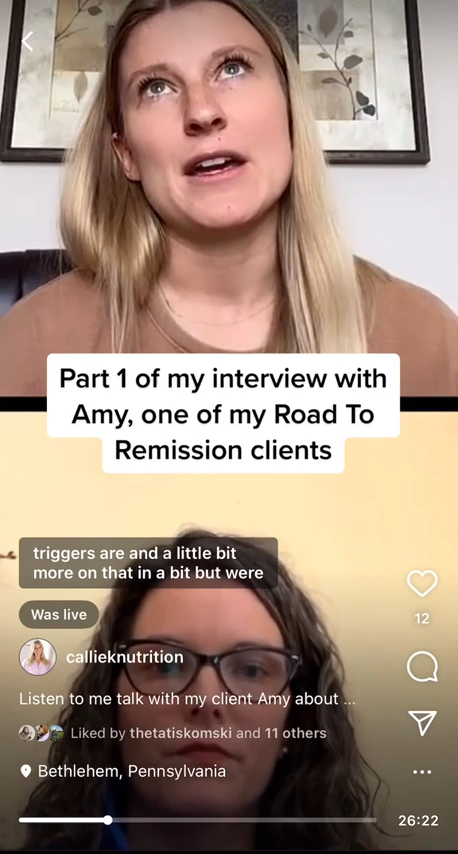 Part 1 of my interview with
Amy, one of my Road To
Remission clients
triggers are and a little bit
more on that in a bit but were
Was live
callieknutrition
12
Listen to me talk with my client Amy about ...
Liked by thetatiskomski and 11 others
Bethlehem, Pennsylvania
26:22